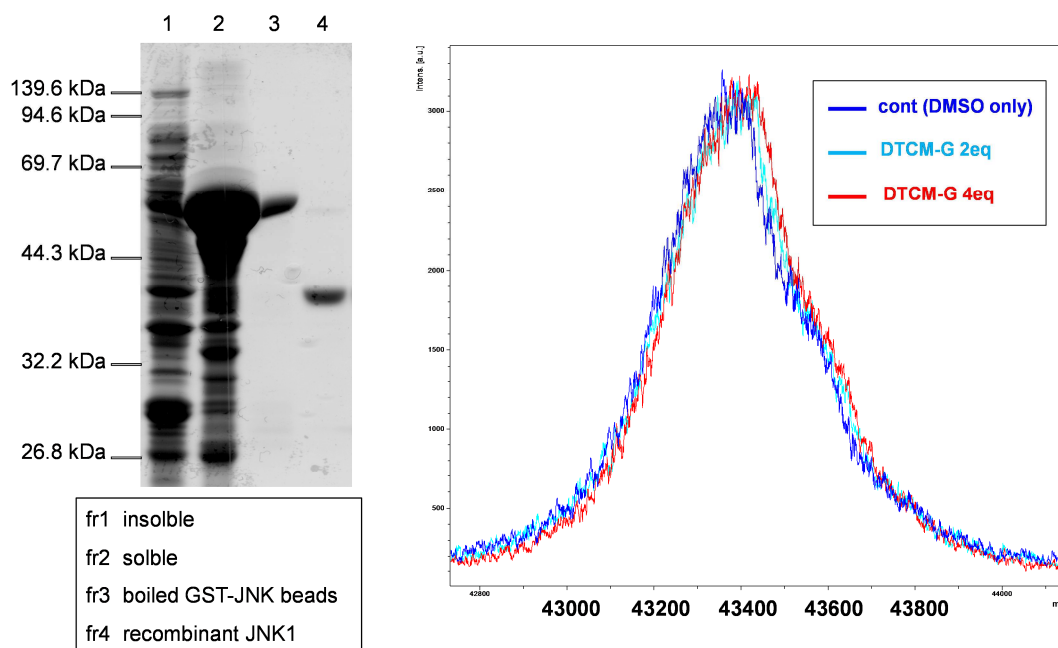 1 2 3 4
139.6 kDa
94.6 kDa
69.7 kDa
44.3 kDa
32.2 kDa
26.8 kDa
fr1 insolble
fr2 solble
fr3 boiled GST-JNK beads
fr4 recombinant JNK1
Intens. [a.u.]
3000
2500
2000
1500
1000
500
cont (DMSO only)
DTCM-G 2eq
DTCM-G 4eq
42800 44000 m
43000 43200 43400 43600 43800